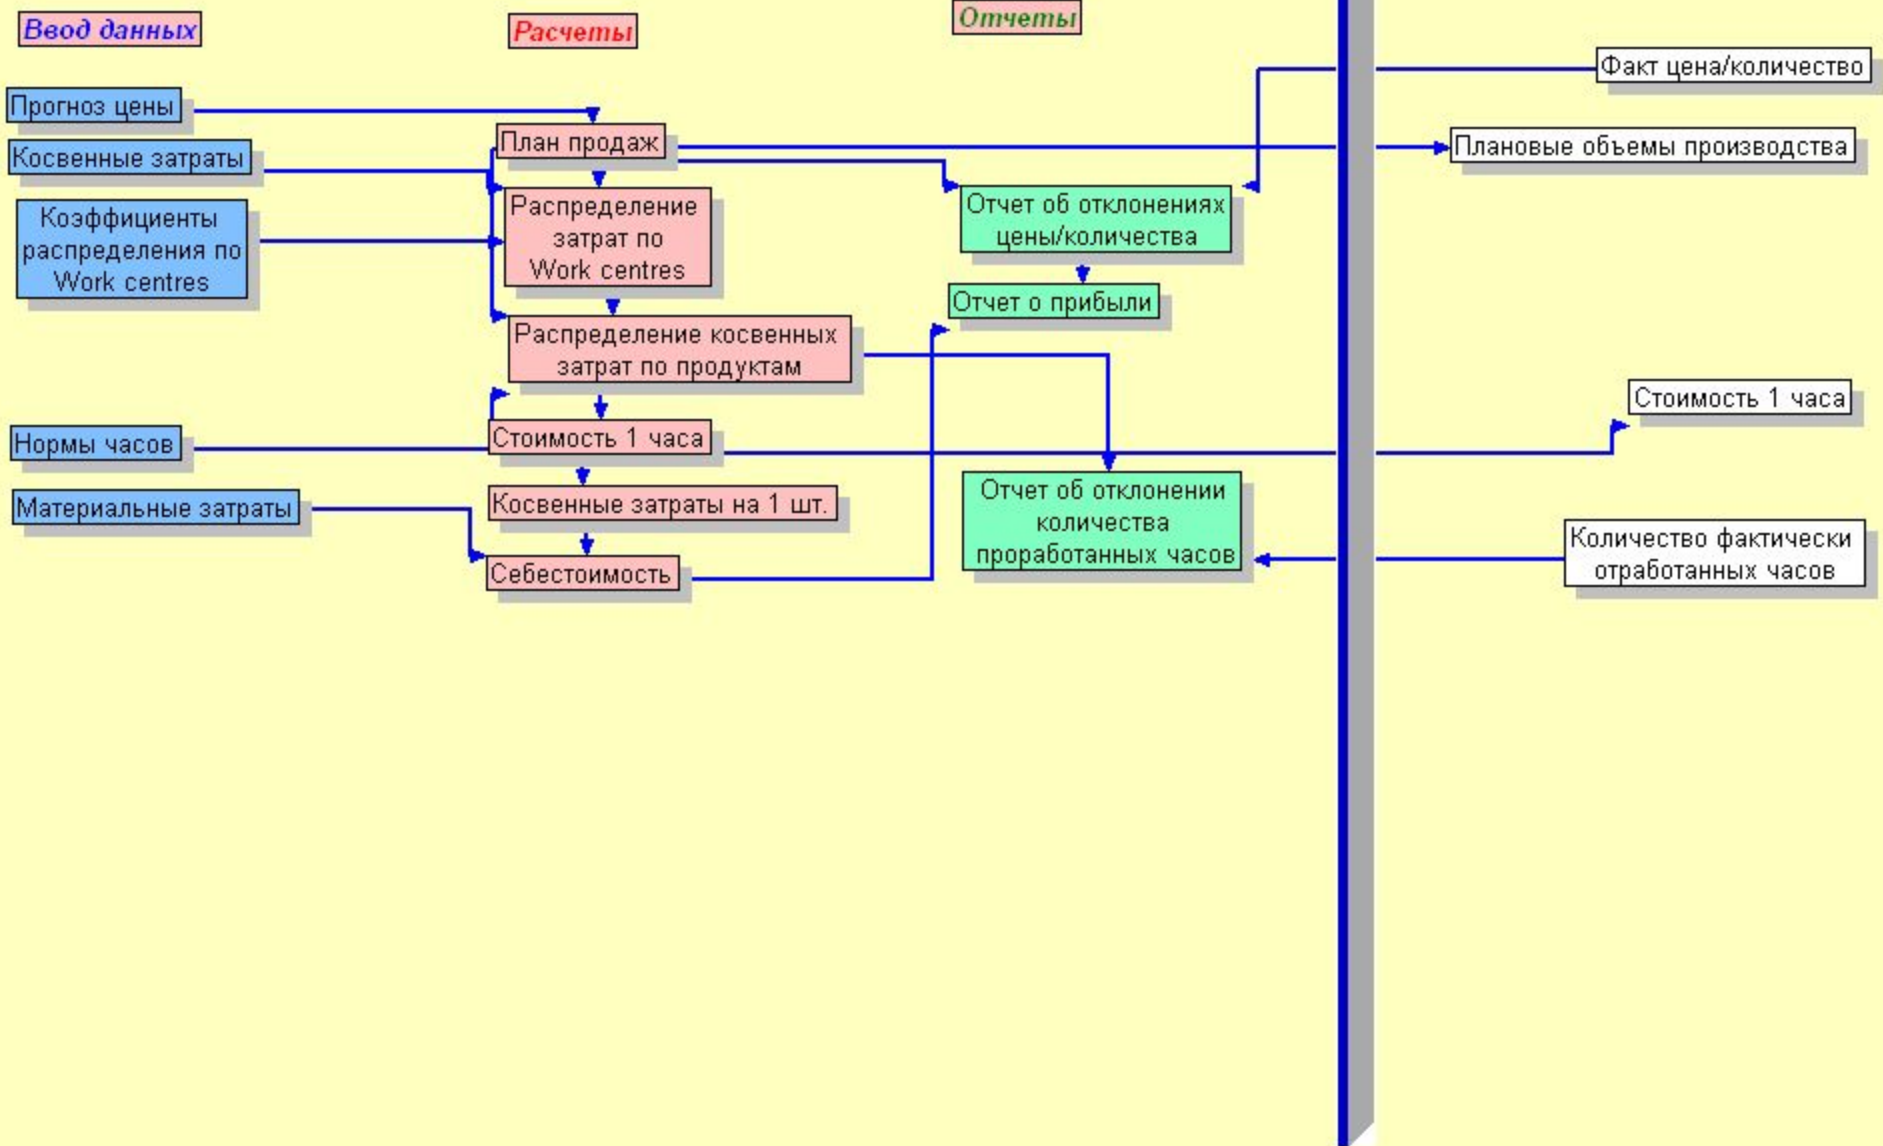 Ввод данных
Расчеты
Отчеты
Прогноз цены
Косвенные затраты
Коэффициенты
распределения по
Work centres
Нормы часов
Материальные затраты
План продаж
Распределение
затрат по
Work centres
Распределение косвенных
затрат по продуктам
Стоимость 1 часа
Косвенные затраты на 1 шт.
Себестоимость
Отчет об отклонениях
цены/количества
Отчет о прибыли
Отчет об отклонении
количества
проработанных часов
Факт цена/количество
Плановые объемы производства
Стоимость 1 часа
Количество фактически
отработанных часов